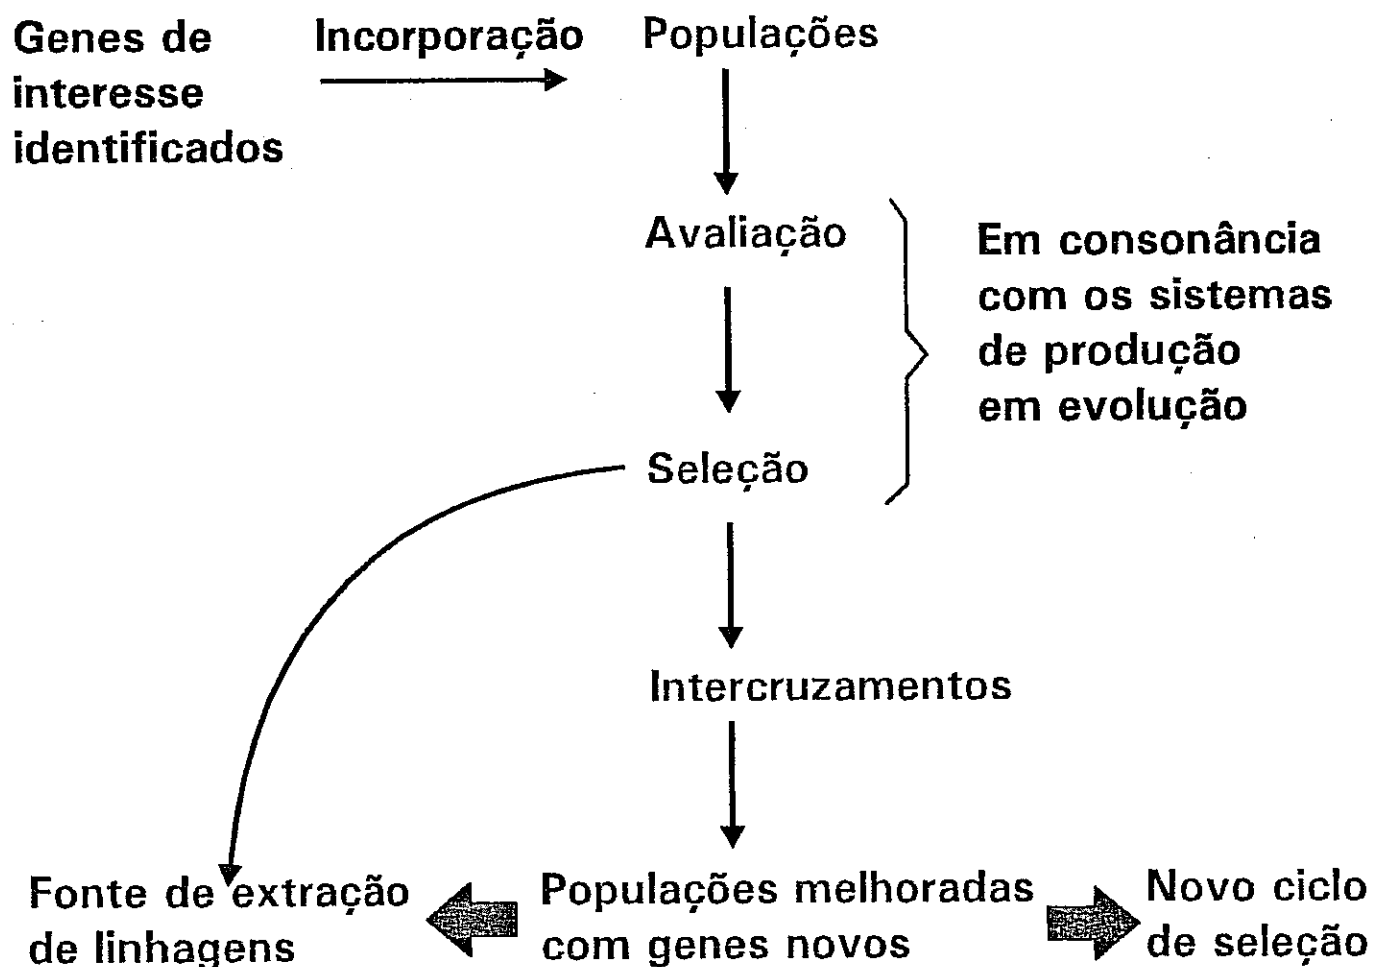 Genes de
interesse
identificados
Incorporação
Populações
Avaliação
Em consonância
com os sistemas
de produção
em evolução
Seleção
Intercruzamentos
Fonte de extração
de linhagens
Populações melhoradas
com genes novos
Novo ciclo
de seleção